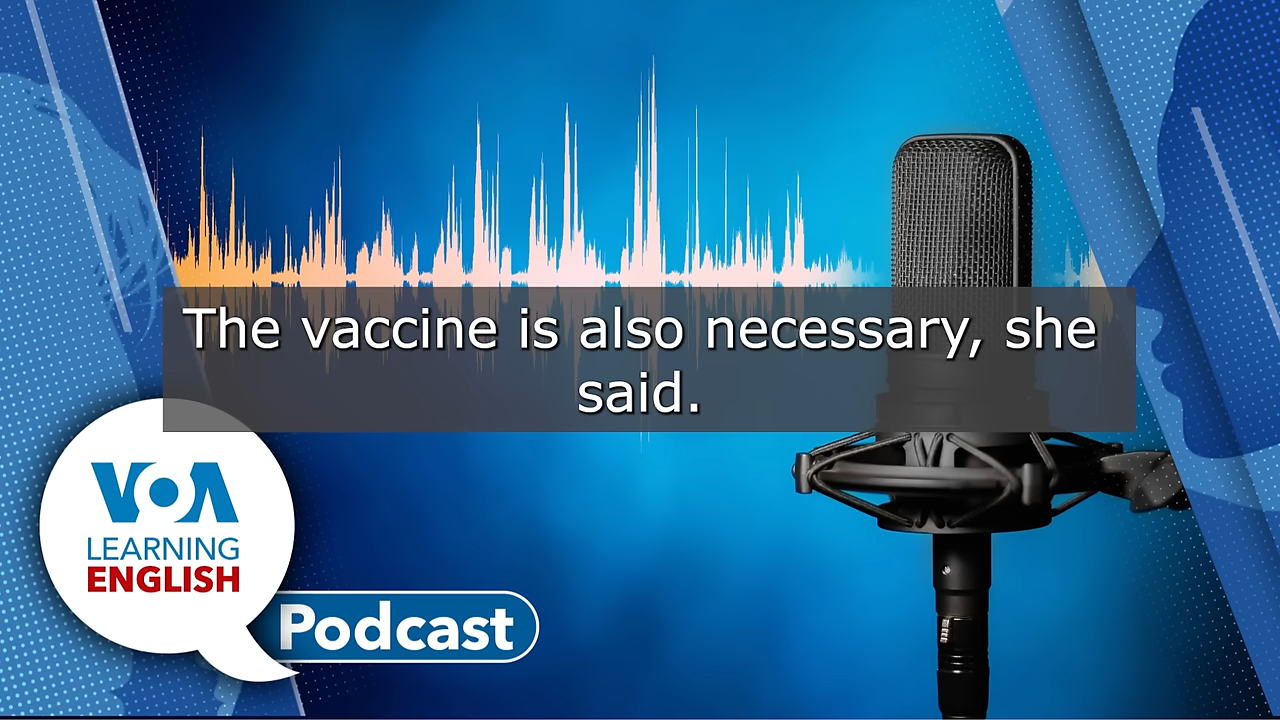 The vaccine is also necessary, she
said.
VOA
LEARNING
ENGLISH
Podcast